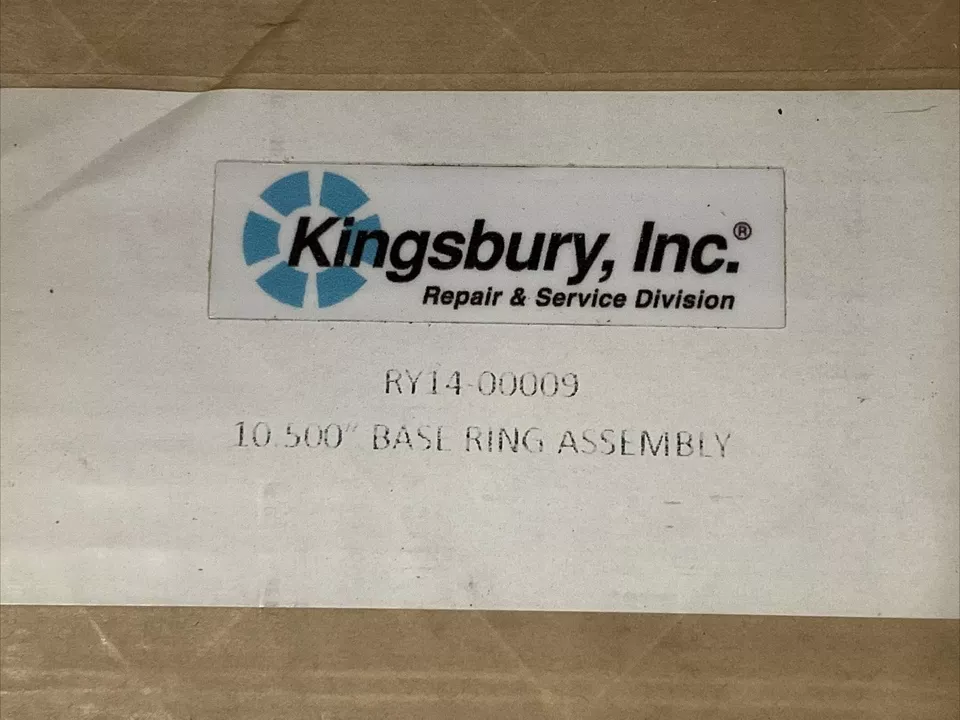 Kingsbury, Inc.®
Repair & Service Division
RY14-00009
10.500" BASE RING ASSEMBLY